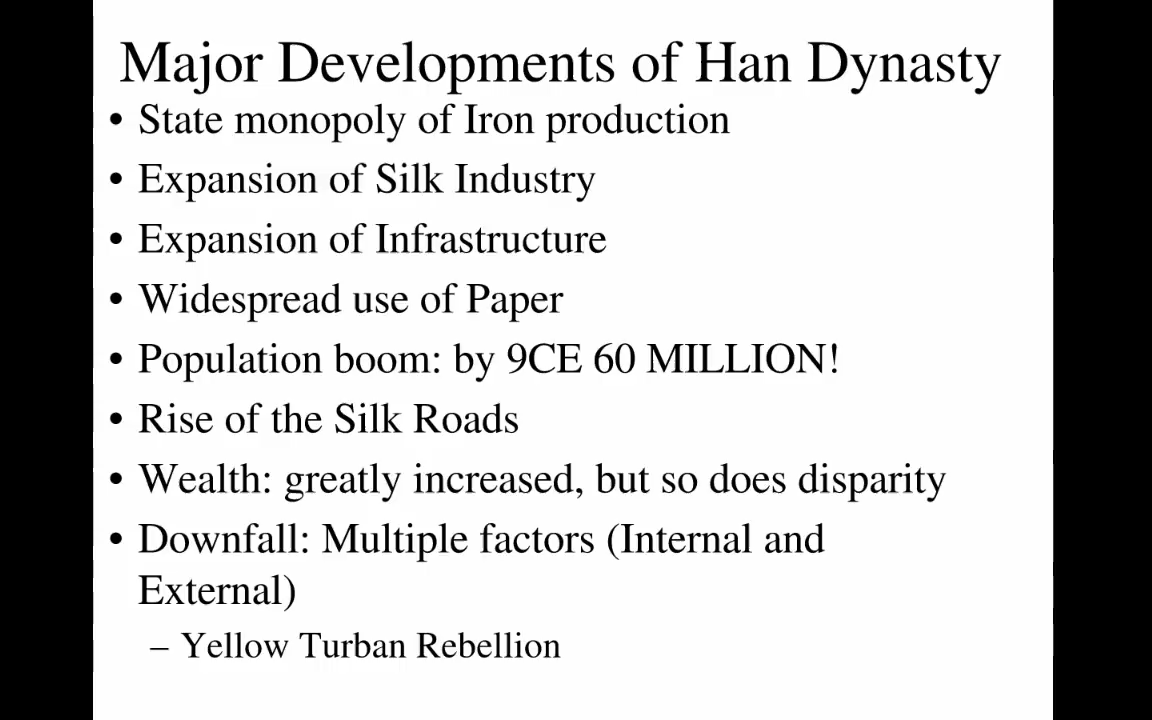 Major Developments of Han Dynasty
• State monopoly of Iron production
• Expansion of Silk Industry
• Expansion of Infrastructure
• Widespread use of Paper
• Population boom: by 9CE 60 MILLION!
• Rise of the Silk Roads
• Wealth: greatly increased, but so does disparity
• Downfall: Multiple factors (Internal and
External)
– Yellow Turban Rebellion